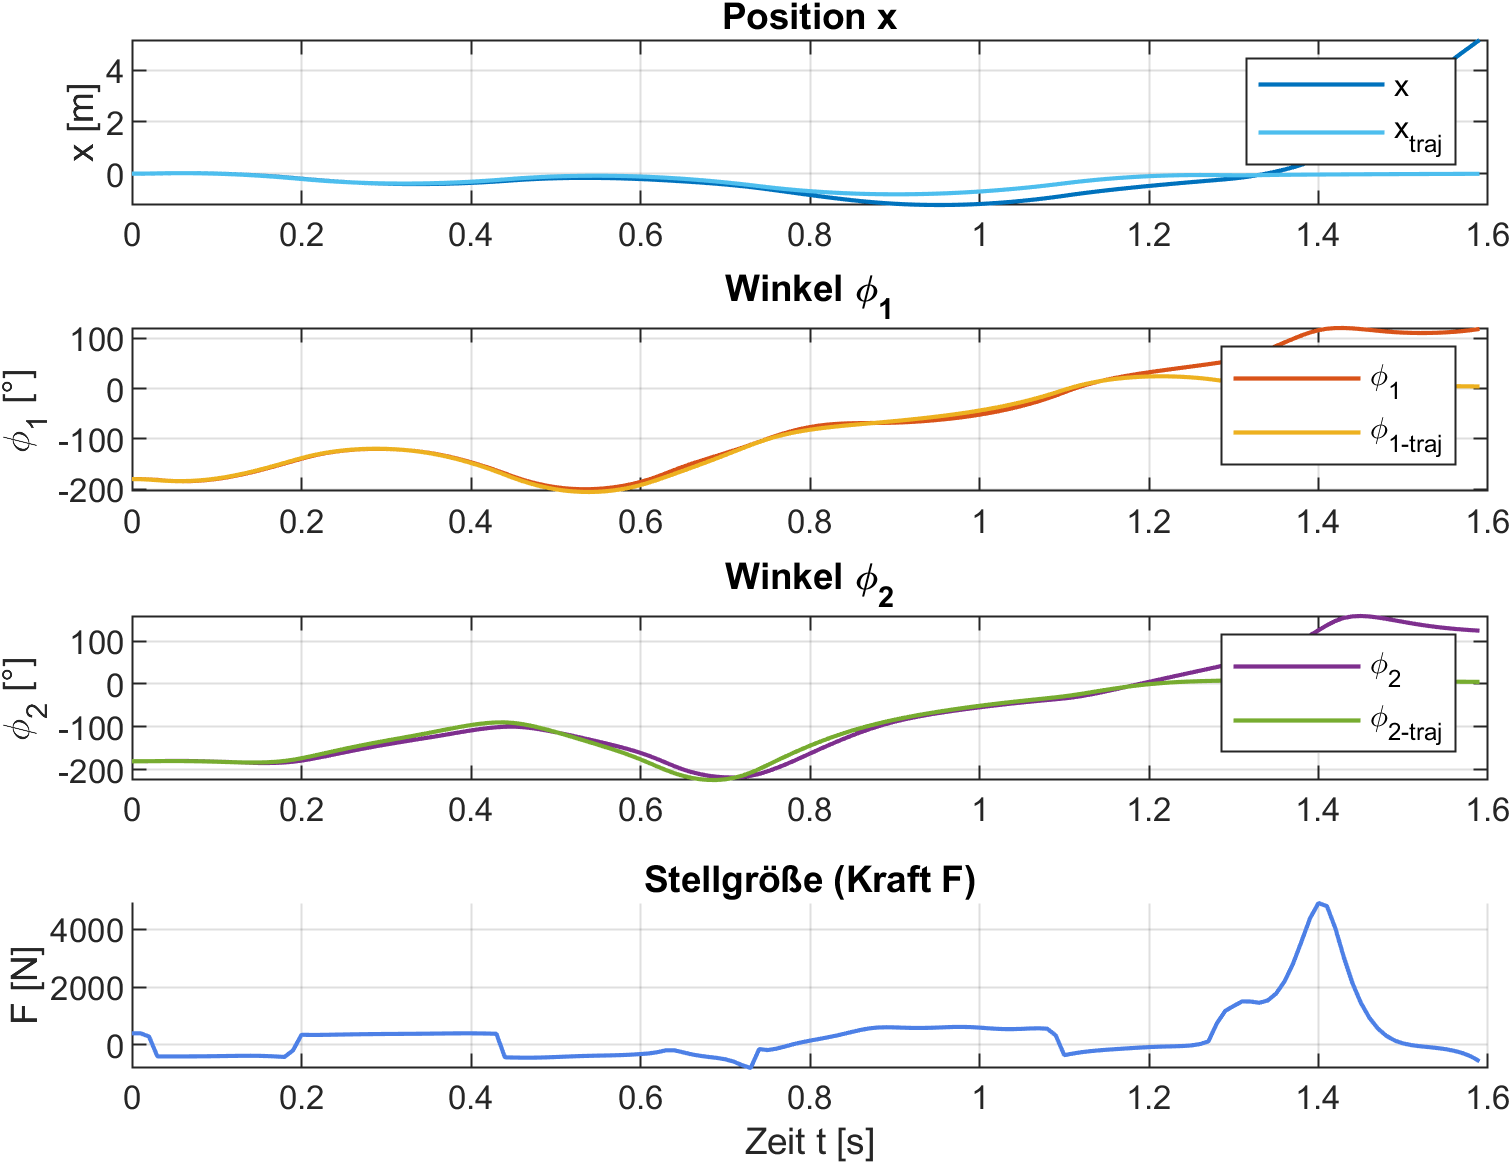 Position x
x [m]
4
2
0
x
x_traj
0 0.2 0.4 0.6 0.8 1 1.2 1.4 1.6
Winkel ϕ_1
ϕ_1 [°]
100
0
-100
-200
ϕ_1
ϕ_1-traj
0 0.2 0.4 0.6 0.8 1 1.2 1.4 1.6
Winkel ϕ_2
ϕ_2 [°]
100
0
-100
-200
ϕ_2
ϕ_2-traj
0 0.2 0.4 0.6 0.8 1 1.2 1.4 1.6
Stellgröße (Kraft F)
F [N]
4000
2000
0
0 0.2 0.4 0.6 0.8 1 1.2 1.4 1.6
Zeit t [s]